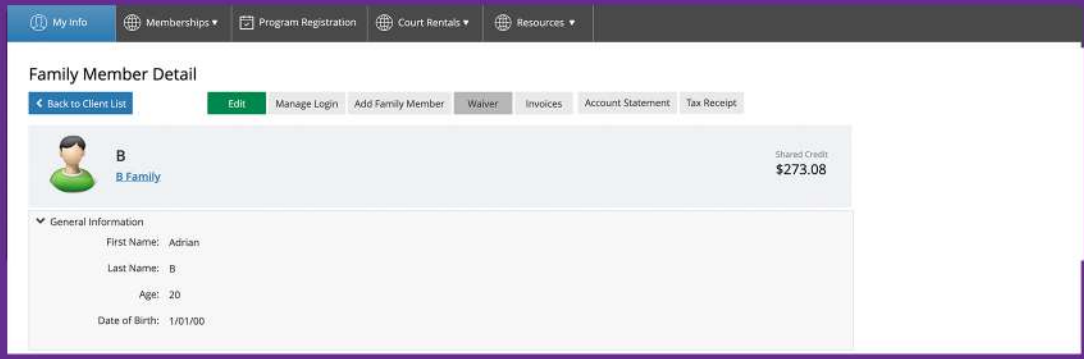 My Info Memberships ▾ Program Registration Court Rentals ▾ Resources ▾
Family Member Detail
Back to Client List Edit Manage Login Add Family Member Waiver Invoices Account Statement Tax Receipt
B
B Family
Shared Credit
$273.08
General Information
First Name: Adrian
Last Name: B
Age: 20
Date of Birth: 1/01/00